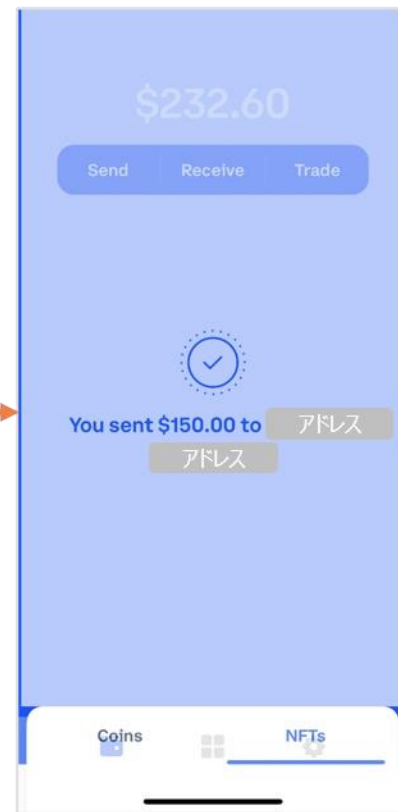 $232.60
Send Receive Trade
You sent $150.00 to アドレス
アドレス
Coins NFTs